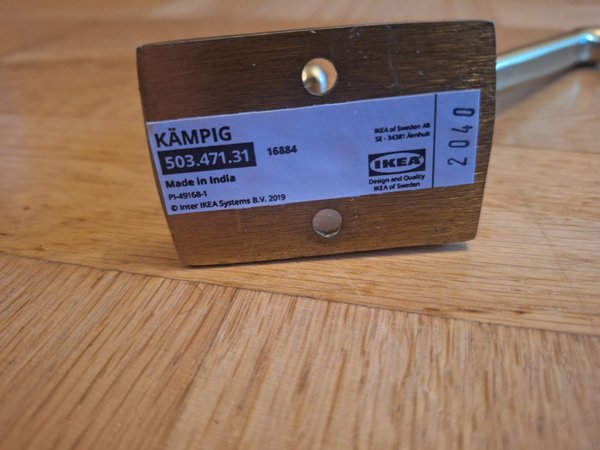 KÄMPIG
503.471.31 16884
Made in India
PI-49168-1
© Inter IKEA Systems B.V. 2019
IKEA of Sweden AB
SE - 34381 Älmhult
IKEA
Design and Quality
IKEA of Sweden
2040